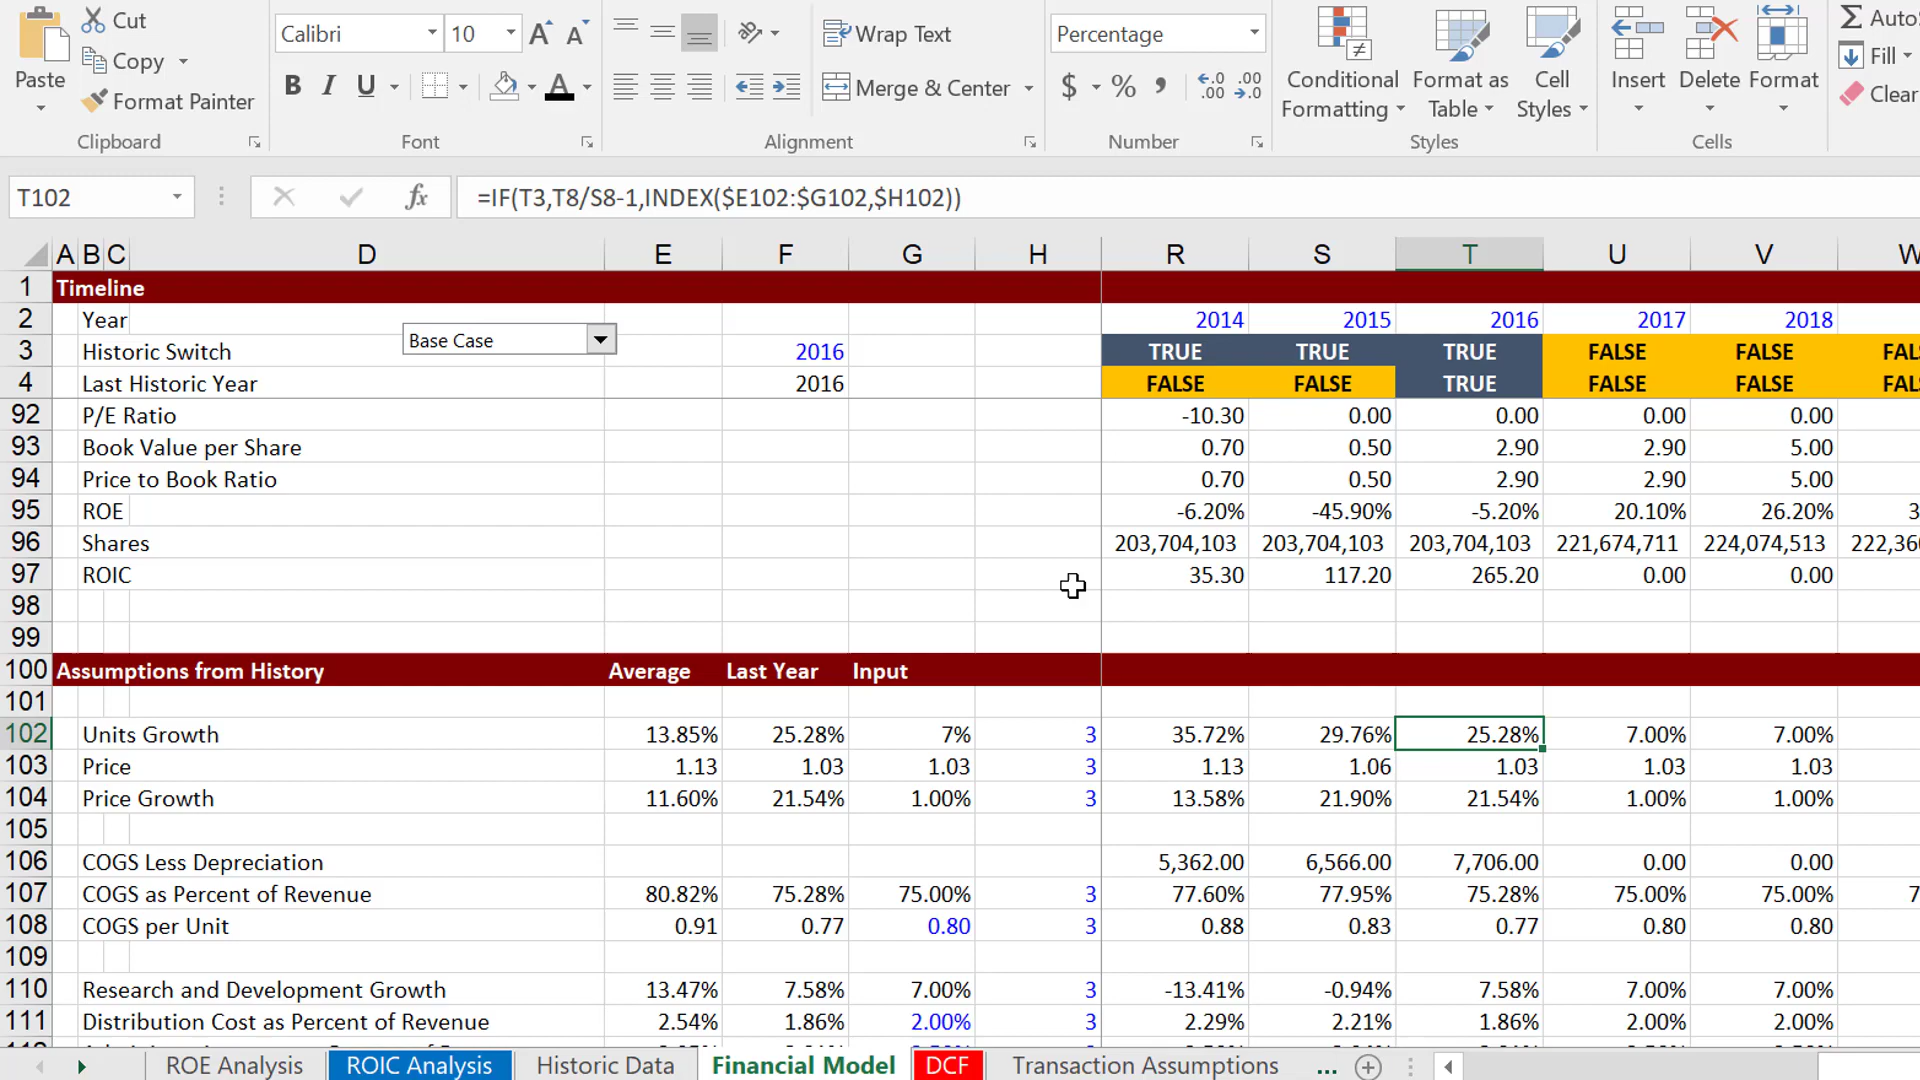 Cut
Copy
Format Painter
Paste
Clipboard
Calibri 10 A A
B I U A
Font
Wrap Text
Merge & Center
Alignment
Percentage
$ % , .0 .00 .00 .0
Number
Conditional Formatting
Format as Table
Cell Styles
Styles
Insert Delete Format
Cells
Σ Auto
Fill
Clear
T102 fx =IF(T3,T8/S8-1,INDEX($E102:$G102,$H102))
A B C D E F G H R S T U V W
1 Timeline
2 Year 2014 2015 2016 2017 2018
Base Case
3 Historic Switch 2016 TRUE TRUE TRUE FALSE FALSE FAL
4 Last Historic Year 2016 FALSE FALSE TRUE FALSE FALSE FAL
92 P/E Ratio -10.30 0.00 0.00 0.00 0.00
93 Book Value per Share 0.70 0.50 2.90 2.90 5.00
94 Price to Book Ratio 0.70 0.50 2.90 2.90 5.00
95 ROE -6.20% -45.90% -5.20% 20.10% 26.20% 3
96 Shares 203,704,103 203,704,103 203,704,103 221,674,711 224,074,513 222,36
97 ROIC 35.30 117.20 265.20 0.00 0.00
98
99
100 Assumptions from History Average Last Year Input
101
102 Units Growth 13.85% 25.28% 7% 3 35.72% 29.76% 25.28% 7.00% 7.00%
103 Price 1.13 1.03 1.03 3 1.13 1.06 1.03 1.03 1.03
104 Price Growth 11.60% 21.54% 1.00% 3 13.58% 21.90% 21.54% 1.00% 1.00%
105
106 COGS Less Depreciation 5,362.00 6,566.00 7,706.00 0.00 0.00
107 COGS as Percent of Revenue 80.82% 75.28% 75.00% 3 77.60% 77.95% 75.28% 75.00% 75.00% 7
108 COGS per Unit 0.91 0.77 0.80 3 0.88 0.83 0.77 0.80 0.80
109
110 Research and Development Growth 13.47% 7.58% 7.00% 3 -13.41% -0.94% 7.58% 7.00% 7.00%
111 Distribution Cost as Percent of Revenue 2.54% 1.86% 2.00% 3 2.29% 2.21% 1.86% 2.00% 2.00%
ROE Analysis ROIC Analysis Historic Data Financial Model DCF Transaction Assumptions ...